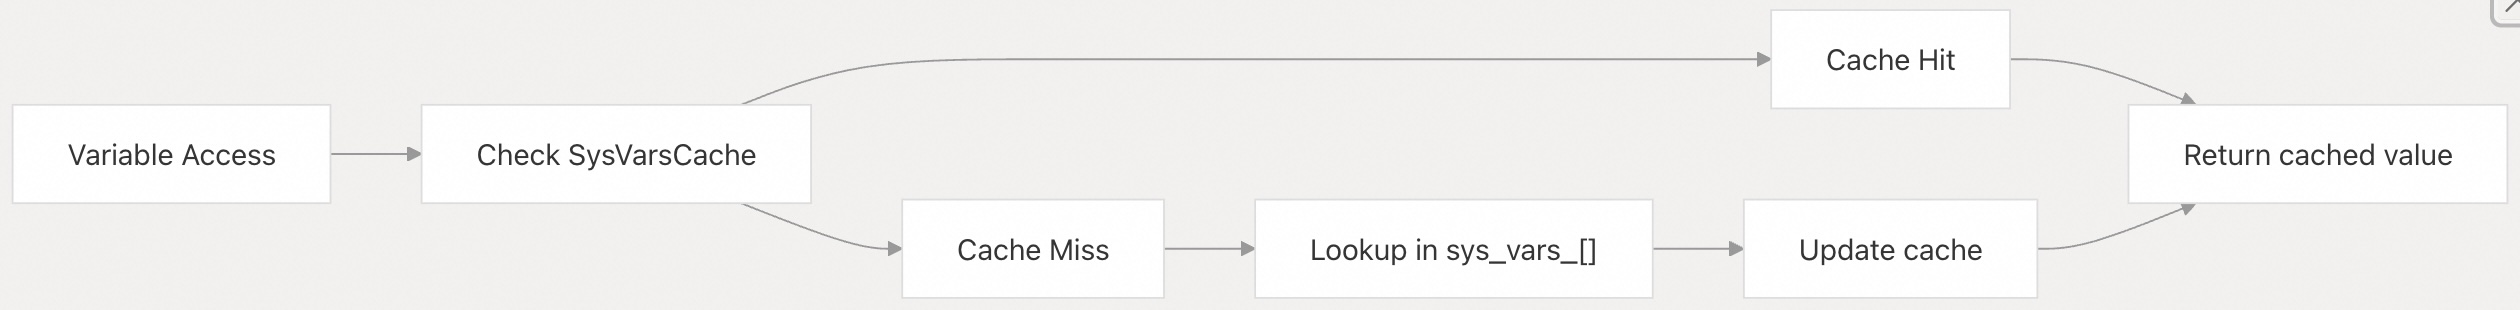 Variable Access
Check SysVarsCache
Cache Hit
Cache Miss
Lookup in sys_vars_[]
Update cache
Return cached value